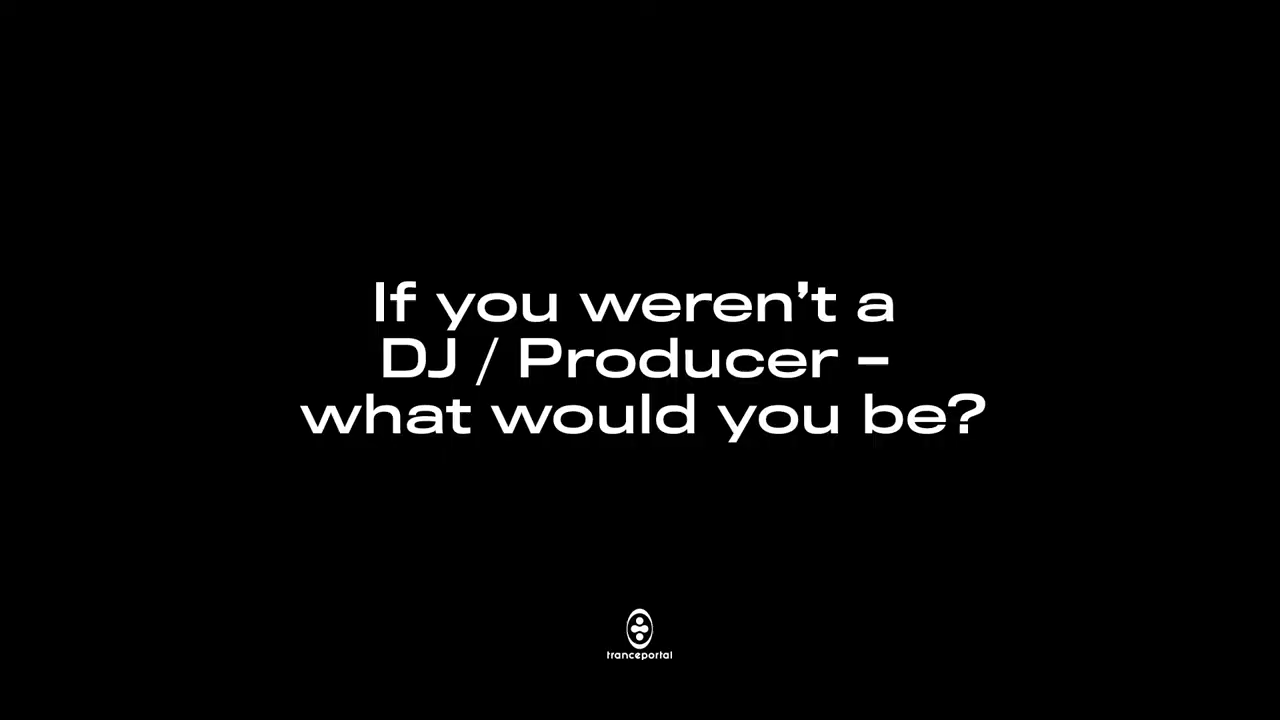 If you weren't a
DJ / Producer –
what would you be?
tranceportal